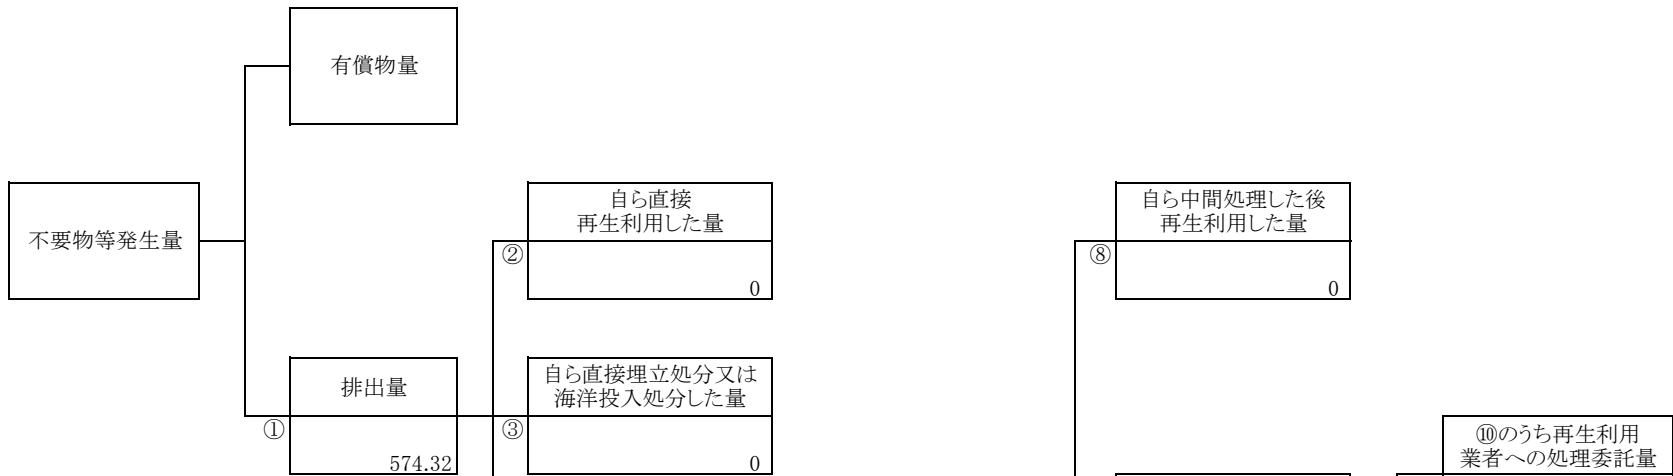 有償物量
不要物等発生量
自ら直接
再生利用した量
②
0
自ら中間処理した後
再生利用した量
⑧
0
排出量
①
574.32
自ら直接埋立処分又は
海洋投入処分した量
③
0
⑩のうち再生利用
業者への処理委託量